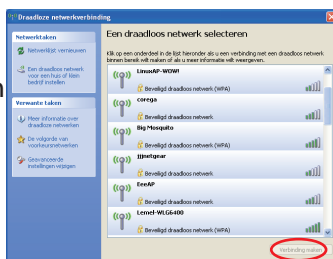 Draadloze netwerkverbinding
Netwerktaken
Netwerklijst vernieuwen
Een draadloos netwerk
voor een huis of klein
bedrijf instellen
Verwante taken
Meer informatie over
draadloze netwerken
De volgorde van
voorkeursnetwerken
Geavanceerde
instellingen wijzigen
Een draadloos netwerk selecteren
Klik op een onderdeel in de lijst hieronder als u een verbinding met een draadloos netwerk
binnen bereik wilt maken of als u meer informatie wilt weergeven.
LinuxAP-WOW!
Beveiligd draadloos netwerk (WPA)
corega
Beveiligd draadloos netwerk
Big Mosquito
Beveiligd draadloos netwerk (WPA)
jjjnetgear
Beveiligd draadloos netwerk
EeeAP
Beveiligd draadloos netwerk
Lemel-WLG6400
Beveiligd draadloos netwerk (WPA)
Verbinding maken